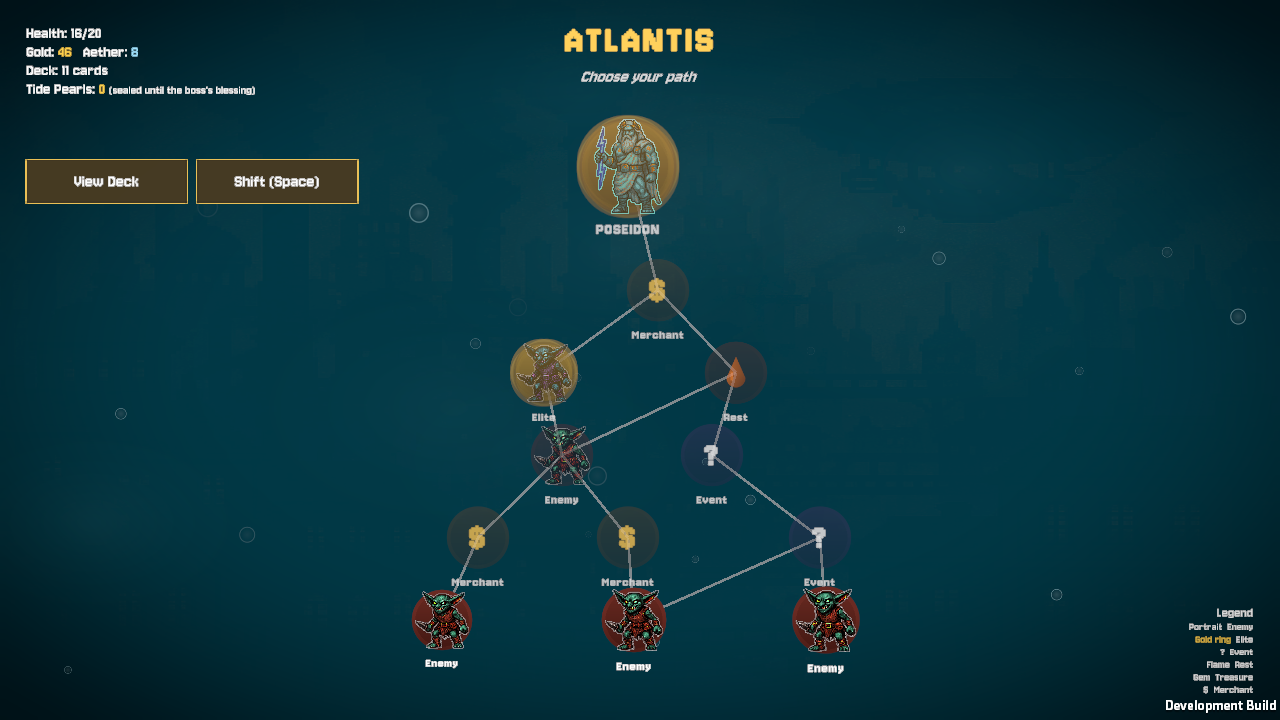 Health: 16/20
Gold: 46 Aether: 8
Deck: 11 cards
Tide Pearls: 0 (sealed until the boss's blessing)
View Deck
Shift (Space)
ATLANTIS
Choose your path
POSEIDON
$
Merchant
Elite
Rest
?
Enemy
Event
$
$
?
Merchant
Merchant
Event
Enemy
Enemy
Enemy
Legend
Portrait Enemy
Gold ring Elite
? Event
Flame Rest
Gem Treasure
$ Merchant
Development Build